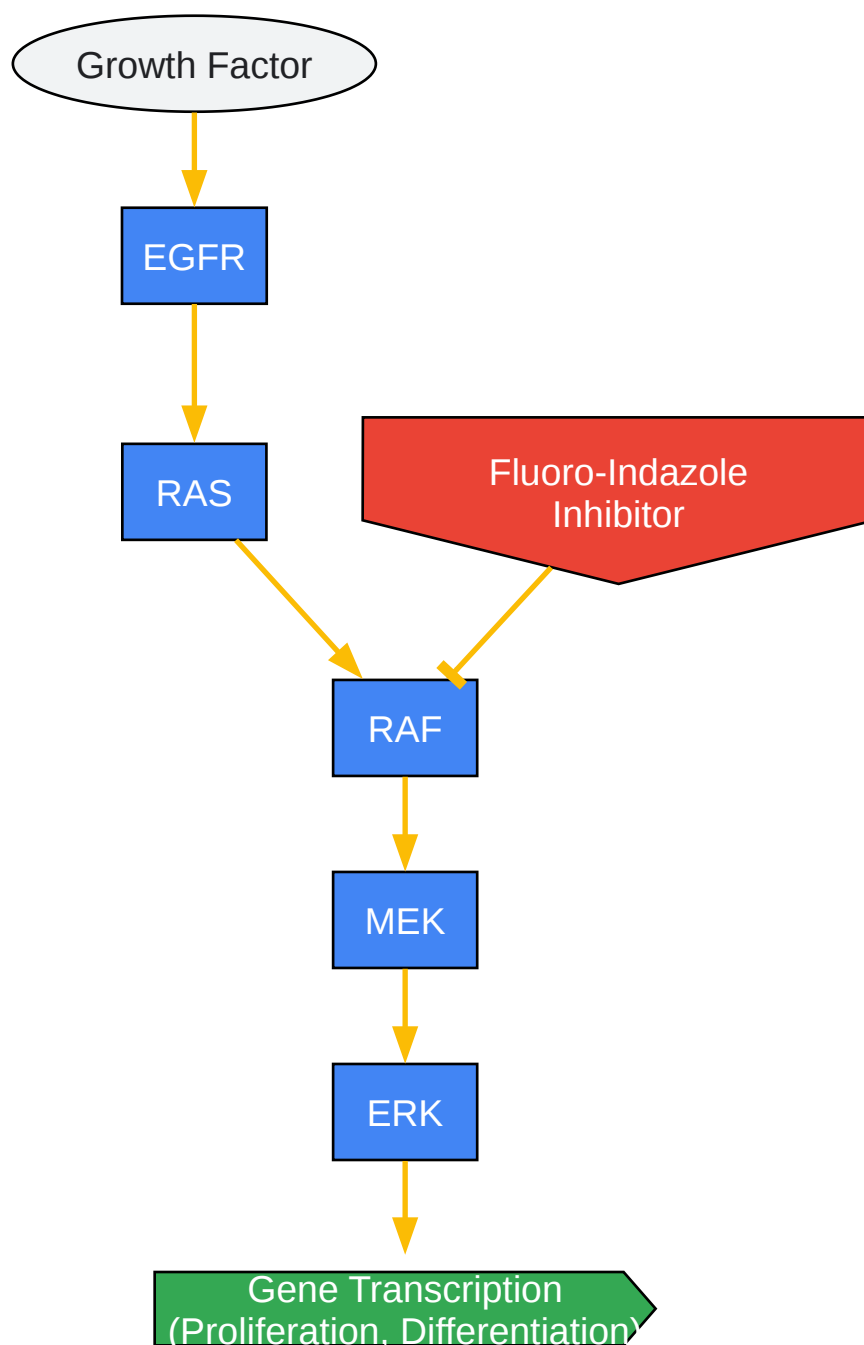 Growth Factor
EGFR
RAS
Fluoro-Indazole
Inhibitor
RAF
MEK
ERK
Gene Transcription
(Proliferation, Differentiation)